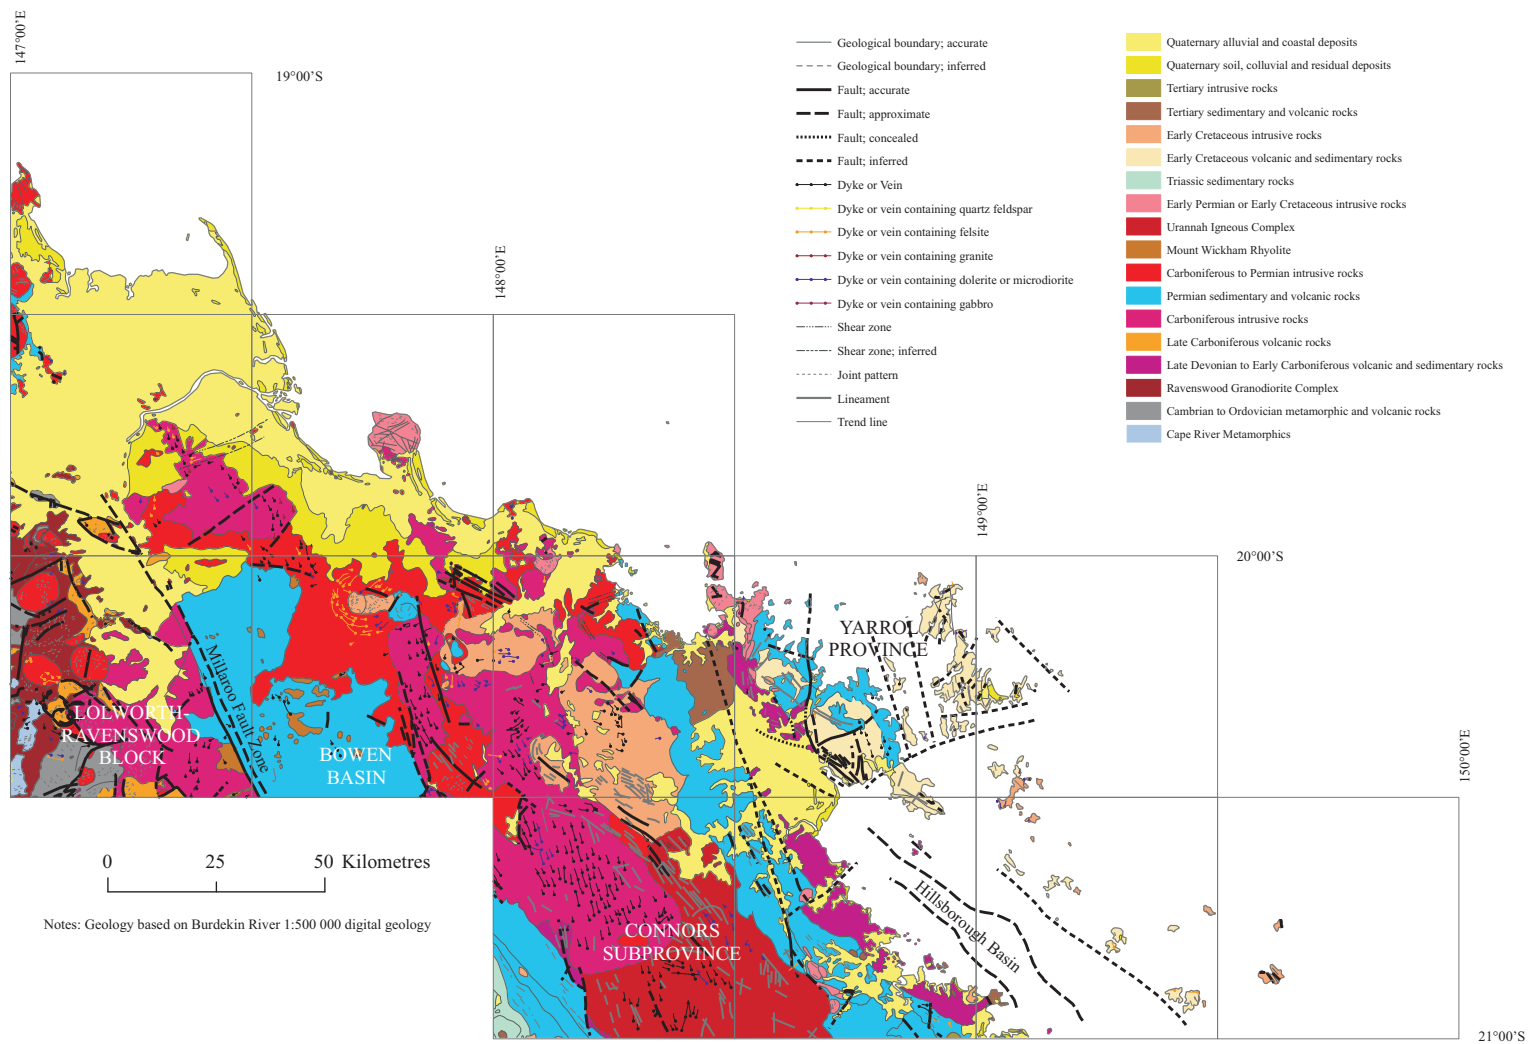 147°00'E
19°00'S
148°00'E
149°00'E
20°00'S
150°00'E
21°00'S
Geological boundary; accurate
Geological boundary; inferred
Fault; accurate
Fault; approximate
Fault; concealed
Fault; inferred
Dyke or Vein
Dyke or vein containing quartz feldspar
Dyke or vein containing felsite
Dyke or vein containing granite
Dyke or vein containing dolerite or microdiorite
Dyke or vein containing gabbro
Shear zone
Shear zone; inferred
Joint pattern
Lineament
Trend line
Quaternary alluvial and coastal deposits
Quaternary soil, colluvial and residual deposits
Tertiary intrusive rocks
Tertiary sedimentary and volcanic rocks
Early Cretaceous intrusive rocks
Early Cretaceous volcanic and sedimentary rocks
Triassic sedimentary rocks
Early Permian or Early Cretaceous intrusive rocks
Urannah Igneous Complex
Mount Wickham Rhyolite
Carboniferous to Permian intrusive rocks
Permian sedimentary and volcanic rocks
Carboniferous intrusive rocks
Late Carboniferous volcanic rocks
Late Devonian to Early Carboniferous volcanic and sedimentary rocks
Ravenswood Granodiorite Complex
Cambrian to Ordovician metamorphic and volcanic rocks
Cape River Metamorphics
YARROL
PROVINCE
Millaroo Fault Zone
LOLWORTH-
RAVENSWOOD
BLOCK
BOWEN
BASIN
CONNORS
SUBPROVINCE
Hillsborough Basin
0 25 50 Kilometres
Notes: Geology based on Burdekin River 1:500 000 digital geology